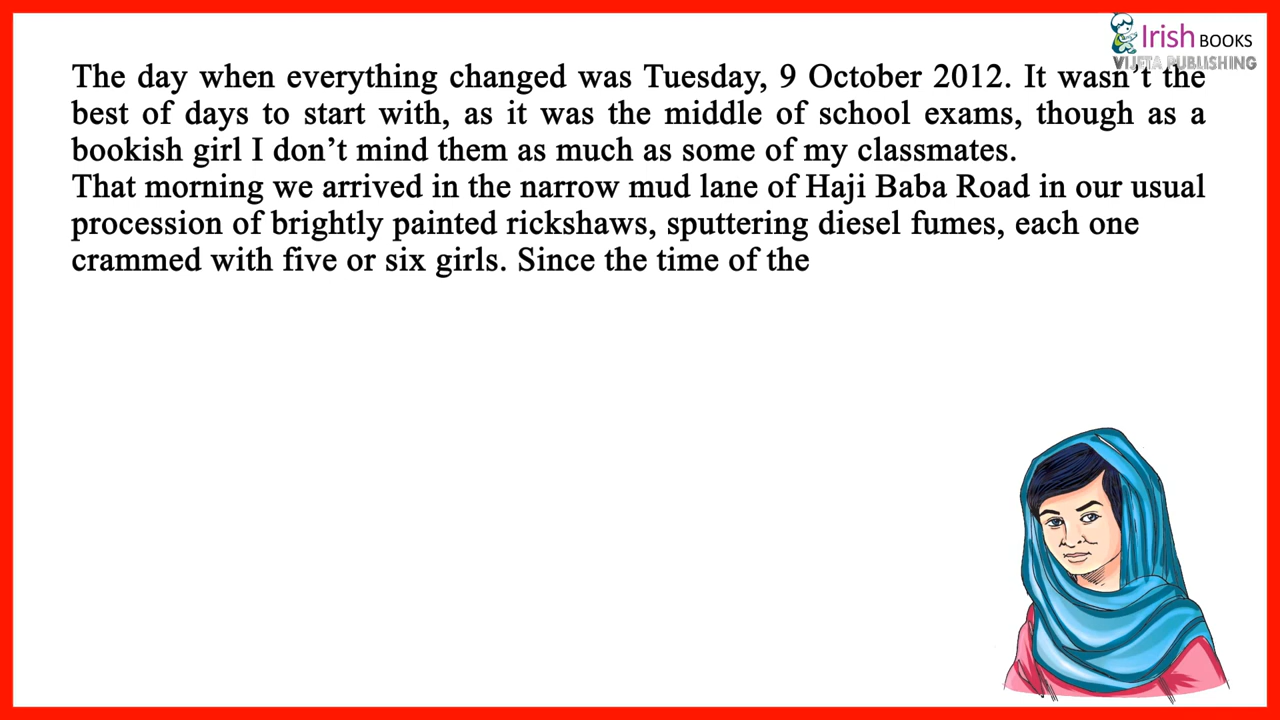 Irish BOOKS
VIJETA PUBLISHING
The day when everything changed was Tuesday, 9 October 2012. It wasn’t the
best of days to start with, as it was the middle of school exams, though as a
bookish girl I don’t mind them as much as some of my classmates.
That morning we arrived in the narrow mud lane of Haji Baba Road in our usual
procession of brightly painted rickshaws, sputtering diesel fumes, each one
crammed with five or six girls. Since the time of the